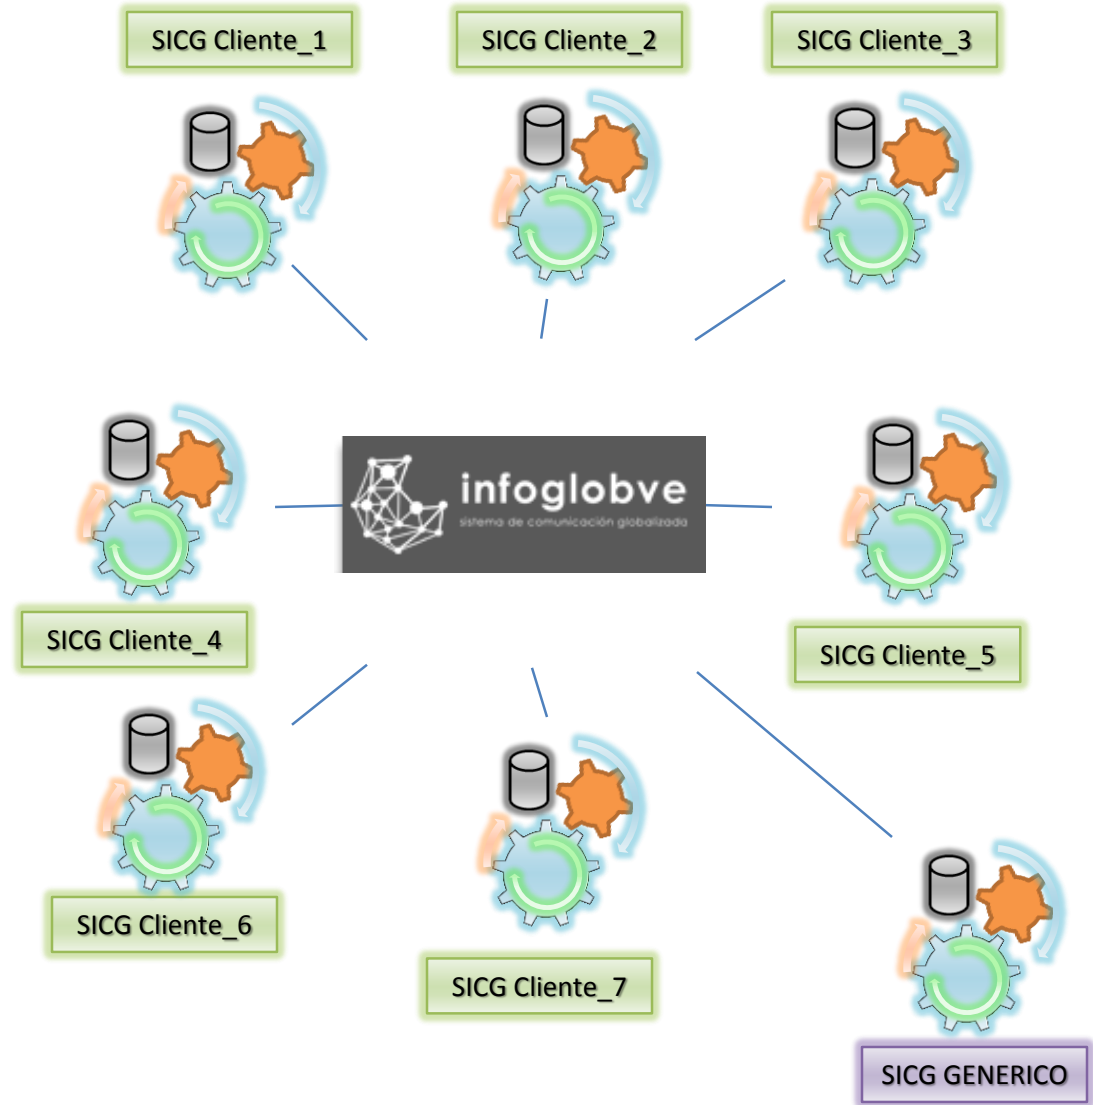 SICG Cliente_1
SICG Cliente_2
SICG Cliente_3
infoglobve
sistema de comunicación globalizada
SICG Cliente_4
SICG Cliente_5
SICG Cliente_6
SICG Cliente_7
SICG GENERICO